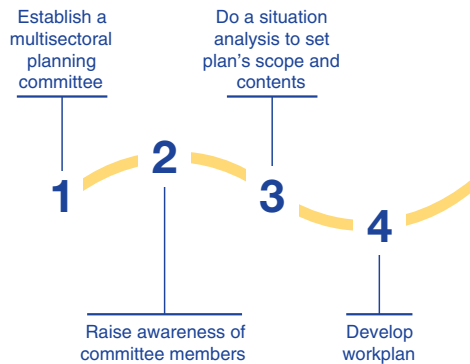 Establish a
multisectoral
planning
committee
1
2
Raise awareness of
committee members
Do a situation
analysis to set
plan's scope and
contents
3
4
Develop
workplan